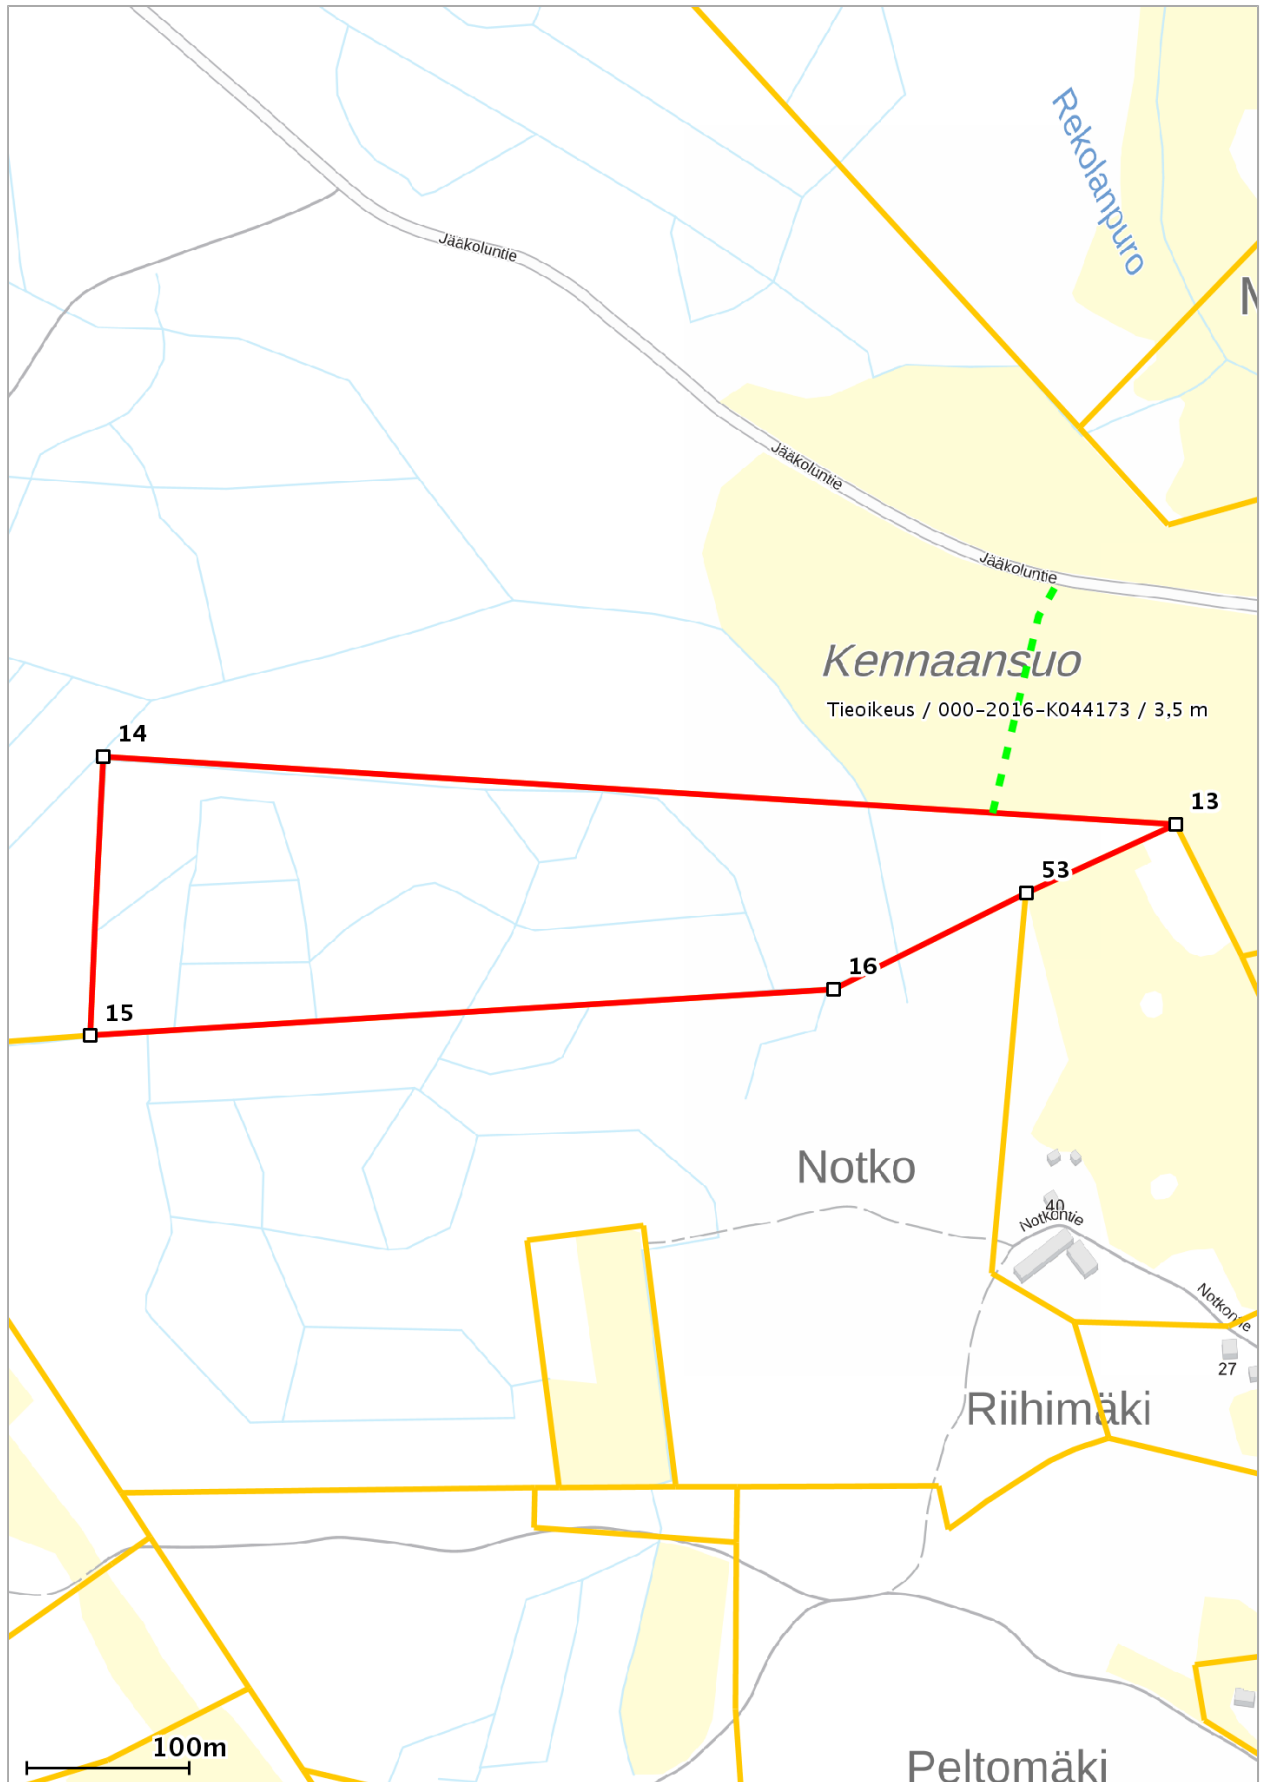 Rekolanpuro
Jääkoluntie
Jääkoluntie
Jääkoluntie
Kennaansuo
Tieoikeus / 000-2016-K044173 / 3,5 m
14
13
53
16
15
Notko
40
Notkontie
Notkontie
27
Riihimäki
100m
Peltomäki